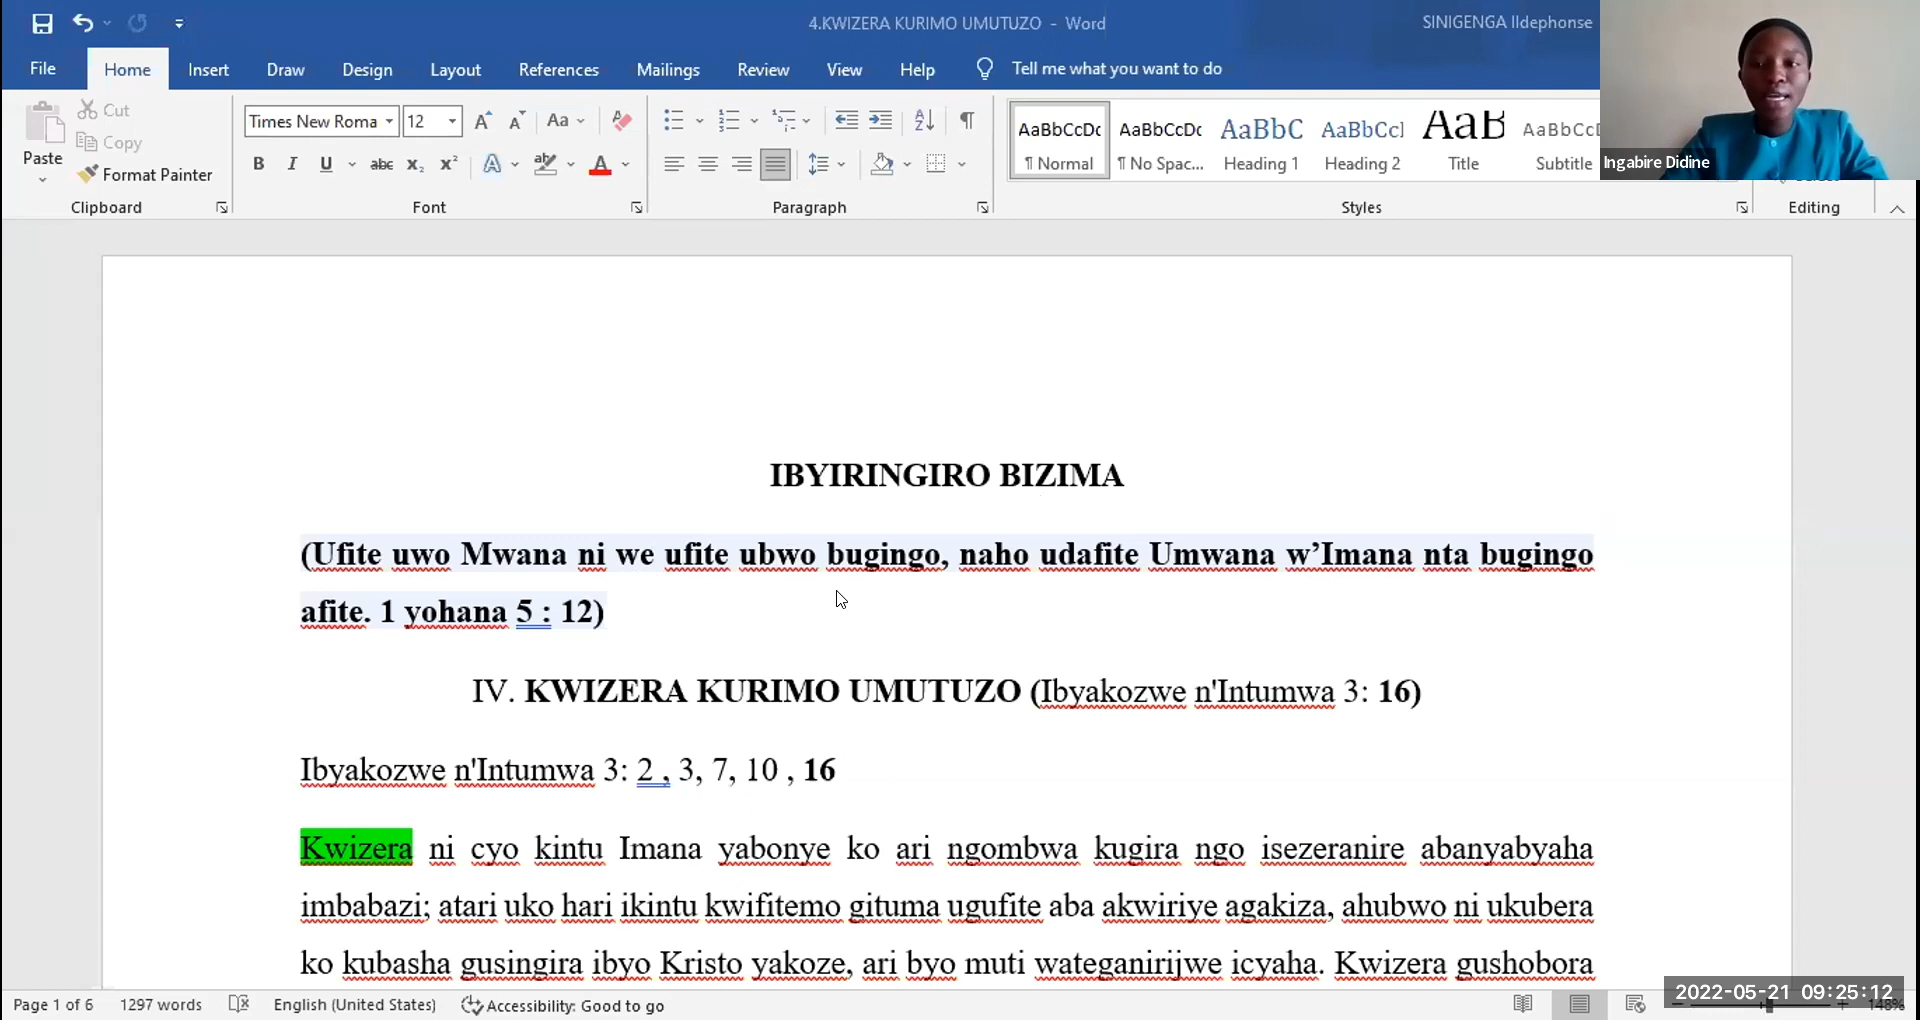 4.KWIZERA KURIMO UMUTUZO - Word
SINIGENGA Ildephonse
File Home Insert Draw Design Layout References Mailings Review View Help Tell me what you want to do
Cut
Copy
Paste
Format Painter
Clipboard
Times New Roma 12
Aa
B I U abc x₂ x² A ab A
Font
Paragraph
AaBbCcDc AaBbCcDc AaBbC AaBbCcl AaB AaBbCc
¶ Normal ¶ No Spac... Heading 1 Heading 2 Title Subtitle
Styles
Editing
Ingabire Didine
IBYIRINGIRO BIZIMA
(Ufite uwo Mwana ni we ufite ubwo bugingo, naho udafite Umwana w’Imana nta bugingo
afite. 1 yohana 5 : 12)
IV. KWIZERA KURIMO UMUTUZO (Ibyakozwe n'Intumwa 3: 16)
Ibyakozwe n'Intumwa 3: 2 , 3, 7, 10 , 16
Kwizera ni cyo kintu Imana yabonye ko ari ngombwa kugira ngo isezeranire abanyabyaha
imbabazi; atari uko hari ikintu kwifitemo gituma ugufite aba akwiriye agakiza, ahubwo ni ukubera
ko kubasha gusingira ibyo Kristo yakoze, ari byo muti wateganirijwe icyaha. Kwizera gushobora
Page 1 of 6 1297 words English (United States) Accessibility: Good to go
2022-05-21 09:25:12
148%